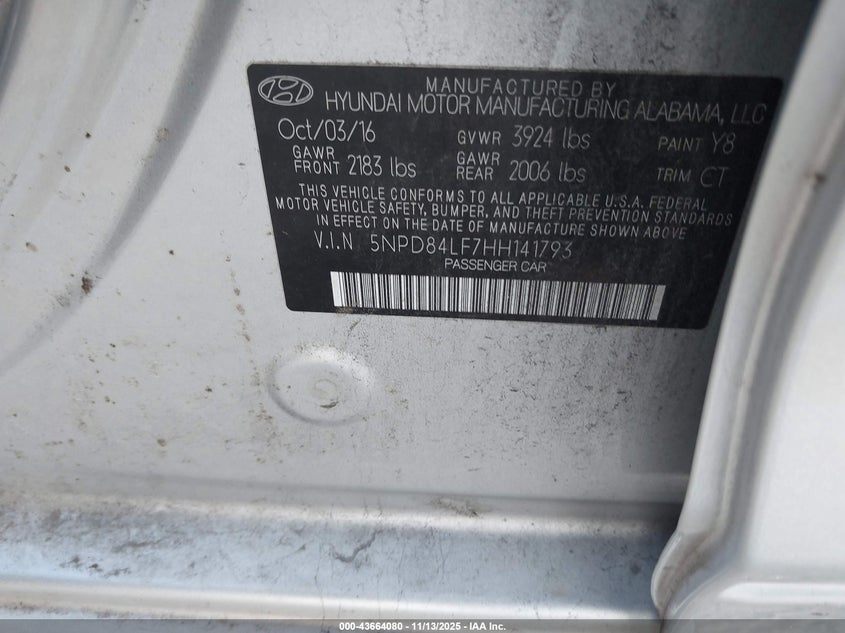 MANUFACTURED BY
HYUNDAI MOTOR MANUFACTURING ALABAMA, LLC
Oct/03/16 GVWR 3924 lbs PAINT Y8
GAWR FRONT 2183 lbs GAWR REAR 2006 lbs TRIM CT
THIS VEHICLE CONFORMS TO ALL APPLICABLE U.S.A. FEDERAL
MOTOR VEHICLE SAFETY, BUMPER, AND THEFT PREVENTION STANDARDS
IN EFFECT ON THE DATE OF MANUFACTURE SHOWN ABOVE
V.I.N 5NPD84LF7HH141793
PASSENGER CAR
000-43664080 - 11/13/2025 - IAA Inc.